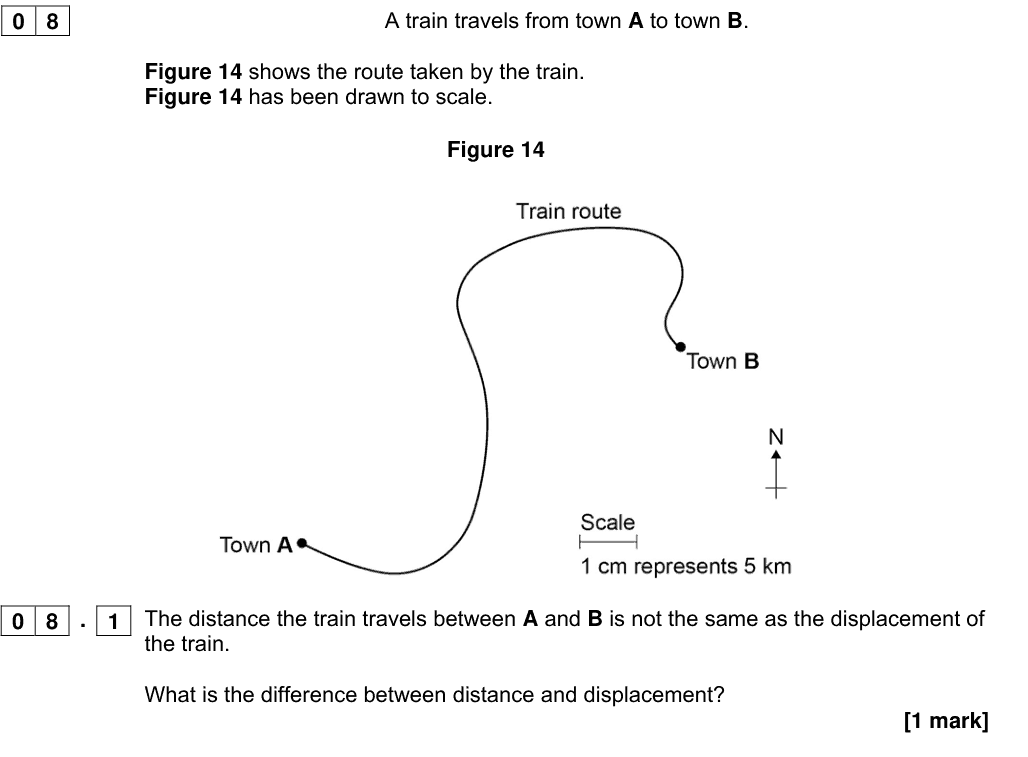 0 8 A train travels from town A to town B.
Figure 14 shows the route taken by the train.
Figure 14 has been drawn to scale.
Figure 14
Train route
Town B
N
Scale
Town A
1 cm represents 5 km
0 8 . 1 The distance the train travels between A and B is not the same as the displacement of
the train.
What is the difference between distance and displacement?
[1 mark]